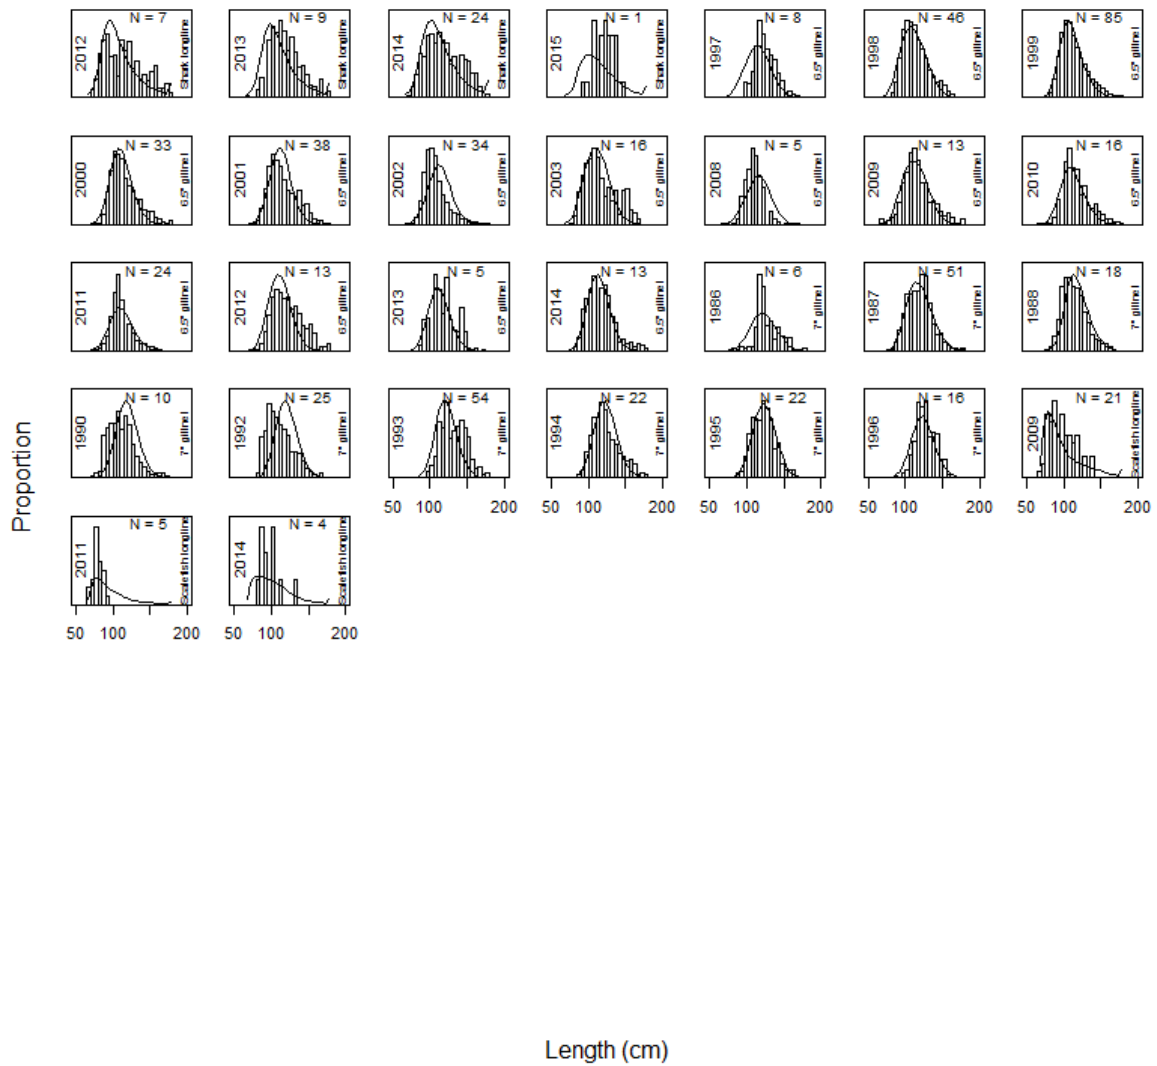 2012 N = 7 Shark longline
2013 N = 9 Shark longline
2014 N = 24 Shark longline
2015 N = 1 Shark longline
1997 N = 8 6.5" gillnet
1998 N = 46 6.5" gillnet
1999 N = 85 6.5" gillnet
2000 N = 33 6.5" gillnet
2001 N = 38 6.5" gillnet
2002 N = 34 6.5" gillnet
2003 N = 16 6.5" gillnet
2008 N = 5 6.5" gillnet
2009 N = 13 6.5" gillnet
2010 N = 16 6.5" gillnet
2011 N = 24 6.5" gillnet
2012 N = 13 6.5" gillnet
2013 N = 5 6.5" gillnet
2014 N = 13 6.5" gillnet
1986 N = 6 7" gillnet
1987 N = 51 7" gillnet
1988 N = 18 7" gillnet
1990 N = 10 7" gillnet
1992 N = 25 7" gillnet
1993 N = 54 7" gillnet
1994 N = 22 7" gillnet
1995 N = 22 7" gillnet
1996 N = 16 7" gillnet
2009 N = 21 Scalefish longline
50 100 200
50 100 200
50 100 200
50 100 200
50 100 200
2011 N = 5 Scalefish longline
2014 N = 4 Scalefish longline
50 100 200
50 100 200
Proportion
Length (cm)